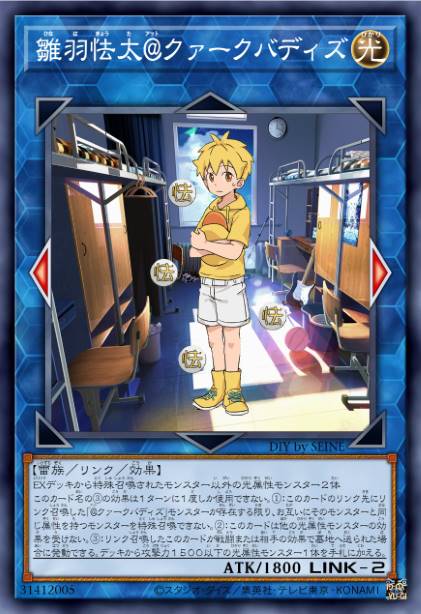 雛羽怯太@クァークバディズ 光
怯
怯
怯
怯
DIY by SEINE
【雷族/リンク/効果】
EXデッキから特殊召喚されたモンスター以外の光属性モンスター2体
このカード名の③の効果は1ターンに1度しか使用できない。①:このカードのリンク先にリ
ンク召喚した「@クァークバディズ」モンスターが存在する限り、お互いにそのモンスターと同
じ属性を持つモンスターを特殊召喚できない。②:このカードは他の光属性モンスターの効
果を受けない。③:リンク召喚したこのカードが戦闘または相手の効果で墓地へ送られた場
合に発動できる。デッキから攻撃力1500以下の光属性モンスター1体を手札に加える。
ATK/1800 LINK-2
31412005 ©スタジオ・ダイス/集英社・テレビ東京・KONAMI